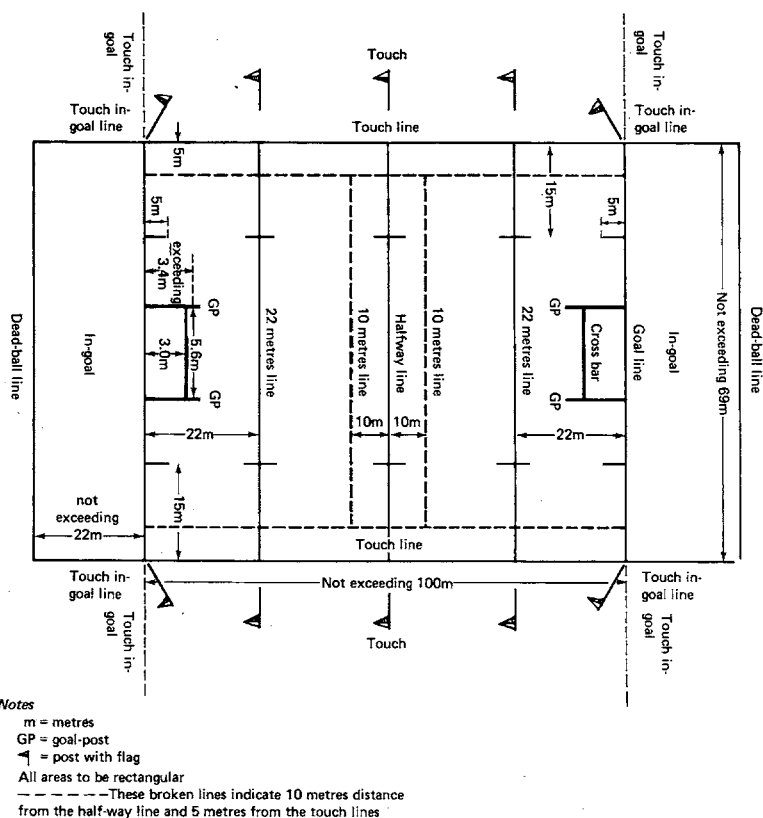 Touch in-
goal
Touch
Touch in-
goal
Touch in-
goal line
Touch line
Touch in-
goal line
5m
15m
5m
5m
exceeding
3.4m
GP
GP
Dead-ball line
In-goal
3.0m
5.6m
22 metres line
10 metres line
Halfway line
10 metres line
22 metres line
Cross bar
Goal line
In-goal
Not exceeding 69m
Dead-ball line
GP
GP
22m
10m
10m
22m
15m
not
exceeding
22m
Touch line
Touch in-
goal line
Not exceeding 100m
Touch in-
goal line
Touch in-
goal
Touch
Touch in-
goal
Notes
m = metres
GP = goal-post
= post with flag
All areas to be rectangular
These broken lines indicate 10 metres distance
from the half-way line and 5 metres from the touch lines